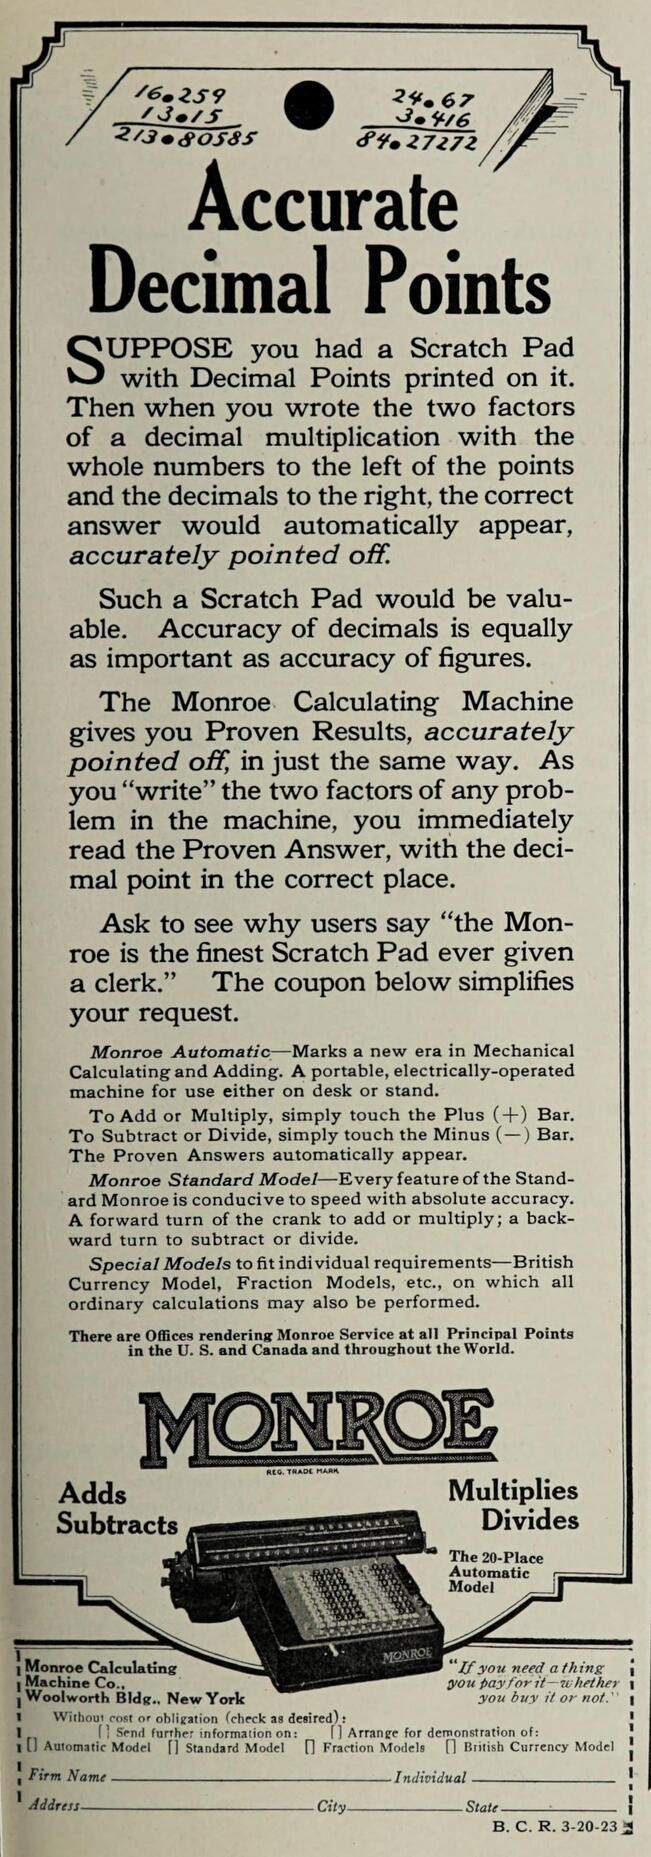 16.259
13.15
213.80585
24.67
3.416
84.27272
Accurate
Decimal Points
SUPPOSE you had a Scratch Pad
with Decimal Points printed on it.
Then when you wrote the two factors
of a decimal multiplication with the
whole numbers to the left of the points
and the decimals to the right, the correct
answer would automatically appear,
accurately pointed off.
Such a Scratch Pad would be valu-
able. Accuracy of decimals is equally
as important as accuracy of figures.
The Monroe Calculating Machine
gives you Proven Results, accurately
pointed off, in just the same way. As
you "write" the two factors of any prob-
lem in the machine, you immediately
read the Proven Answer, with the deci-
mal point in the correct place.
Ask to see why users say "the Mon-
roe is the finest Scratch Pad ever given
a clerk." The coupon below simplifies
your request.
Monroe Automatic—Marks a new era in Mechanical
Calculating and Adding. A portable, electrically-operated
machine for use either on desk or stand.
To Add or Multiply, simply touch the Plus (+) Bar.
To Subtract or Divide, simply touch the Minus (—) Bar.
The Proven Answers automatically appear.
Monroe Standard Model—Every feature of the Stand-
ard Monroe is conducive to speed with absolute accuracy.
A forward turn of the crank to add or multiply; a back-
ward turn to subtract or divide.
Special Models to fit individual requirements—British
Currency Model, Fraction Models, etc., on which all
ordinary calculations may also be performed.
There are Offices rendering Monroe Service at all Principal Points
in the U. S. and Canada and throughout the World.
MONROE
REG. TRADE MARK
Adds
Subtracts
Multiplies
Divides
The 20-Place
Automatic
Model
MONROE
Monroe Calculating
Machine Co.,
Woolworth Bldg., New York
"If you need a thing
you pay for it—whether
you buy it or not."
Without cost or obligation (check as desired):
[] Send further information on: [] Arrange for demonstration of:
[] Automatic Model [] Standard Model [] Fraction Models [] British Currency Model
Firm Name Individual
Address City State
B. C. R. 3-20-23